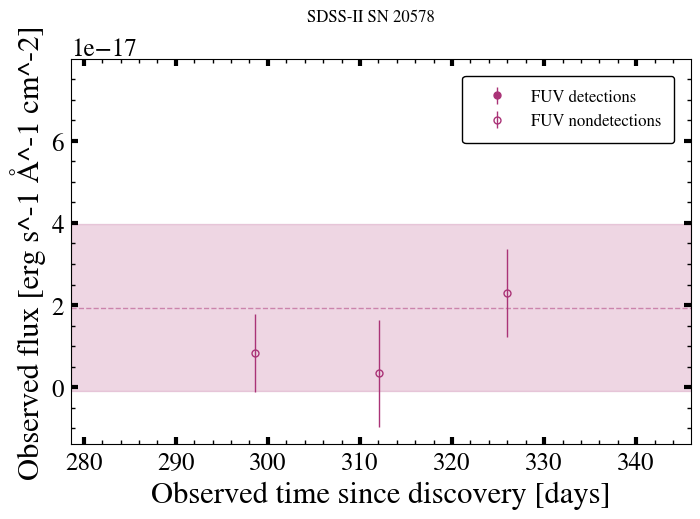 SDSS-II SN 20578
1e−17
FUV detections
FUV nondetections
6
4
2
0
280 290 300 310 320 330 340
Observed time since discovery [days]
Observed flux [erg s^-1 Å^-1 cm^-2]